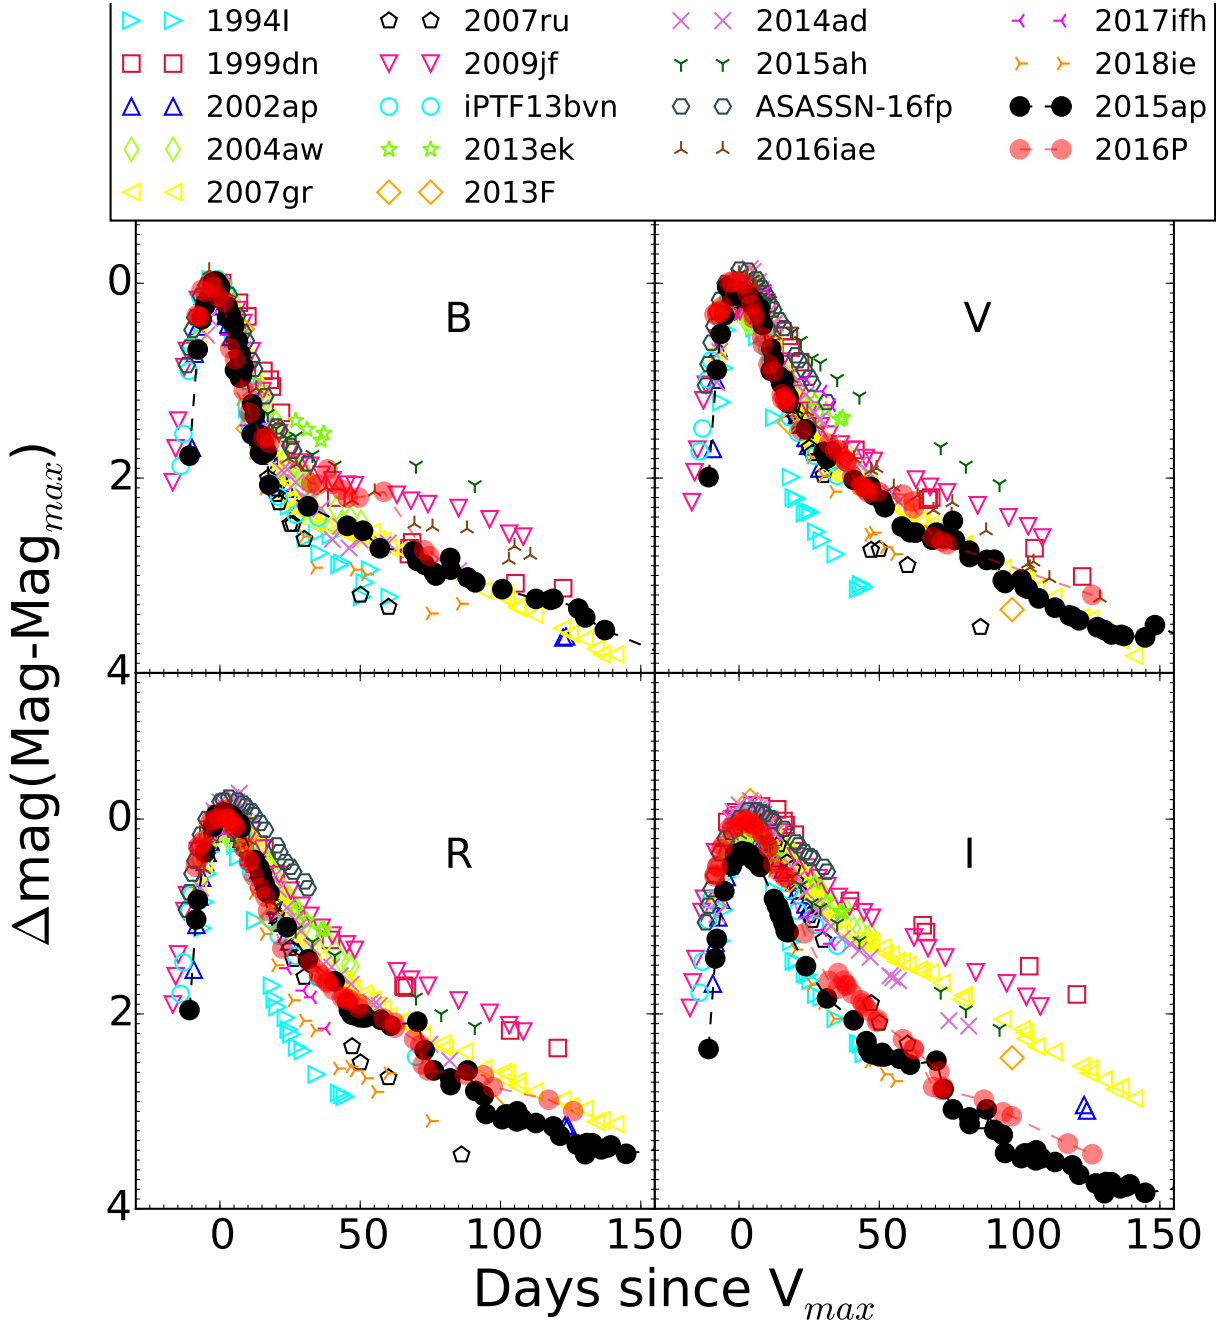 1994I 2007ru 2014ad 2017ifh
1999dn 2009jf 2015ah 2018ie
2002ap iPTF13bvn ASASSN-16fp 2015ap
2004aw 2013ek 2016iae 2016P
2007gr 2013F
0 B V
2
4
0 R I
2
4
0 50 100 150 0 50 100 150
Δmag(Mag-Mag_max)
Days since V_max